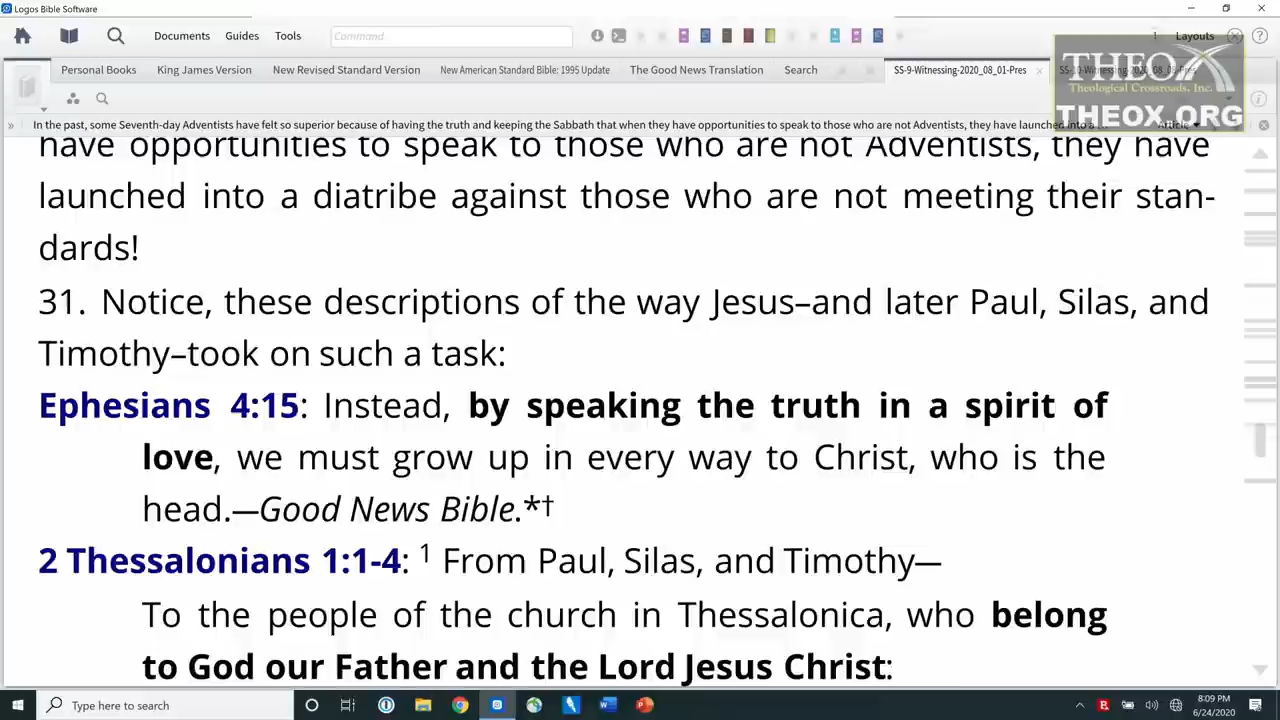 Logos Bible Software
Documents Guides Tools Command Layouts
THEOX
Theological Crossroads, Inc.
THEOX.ORG
Personal Books King James Version New Revised Stan New American Standard Bible: 1995 Update The Good News Translation Search SS-9-Witnessing-2020_08_01-Pres
In the past, some Seventh-day Adventists have felt so superior because of having the truth and keeping the Sabbath that when they have opportunities to speak to those who are not Adventists, they have launched into a
have opportunities to speak to those who are not Adventists, they have
launched into a diatribe against those who are not meeting their stan-
dards!
31. Notice, these descriptions of the way Jesus–and later Paul, Silas, and
Timothy–took on such a task:
Ephesians 4:15: Instead, by speaking the truth in a spirit of
love, we must grow up in every way to Christ, who is the
head.—Good News Bible.*†
2 Thessalonians 1:1-4: 1 From Paul, Silas, and Timothy—
To the people of the church in Thessalonica, who belong
to God our Father and the Lord Jesus Christ:
Type here to search
8:09 PM
6/24/2020